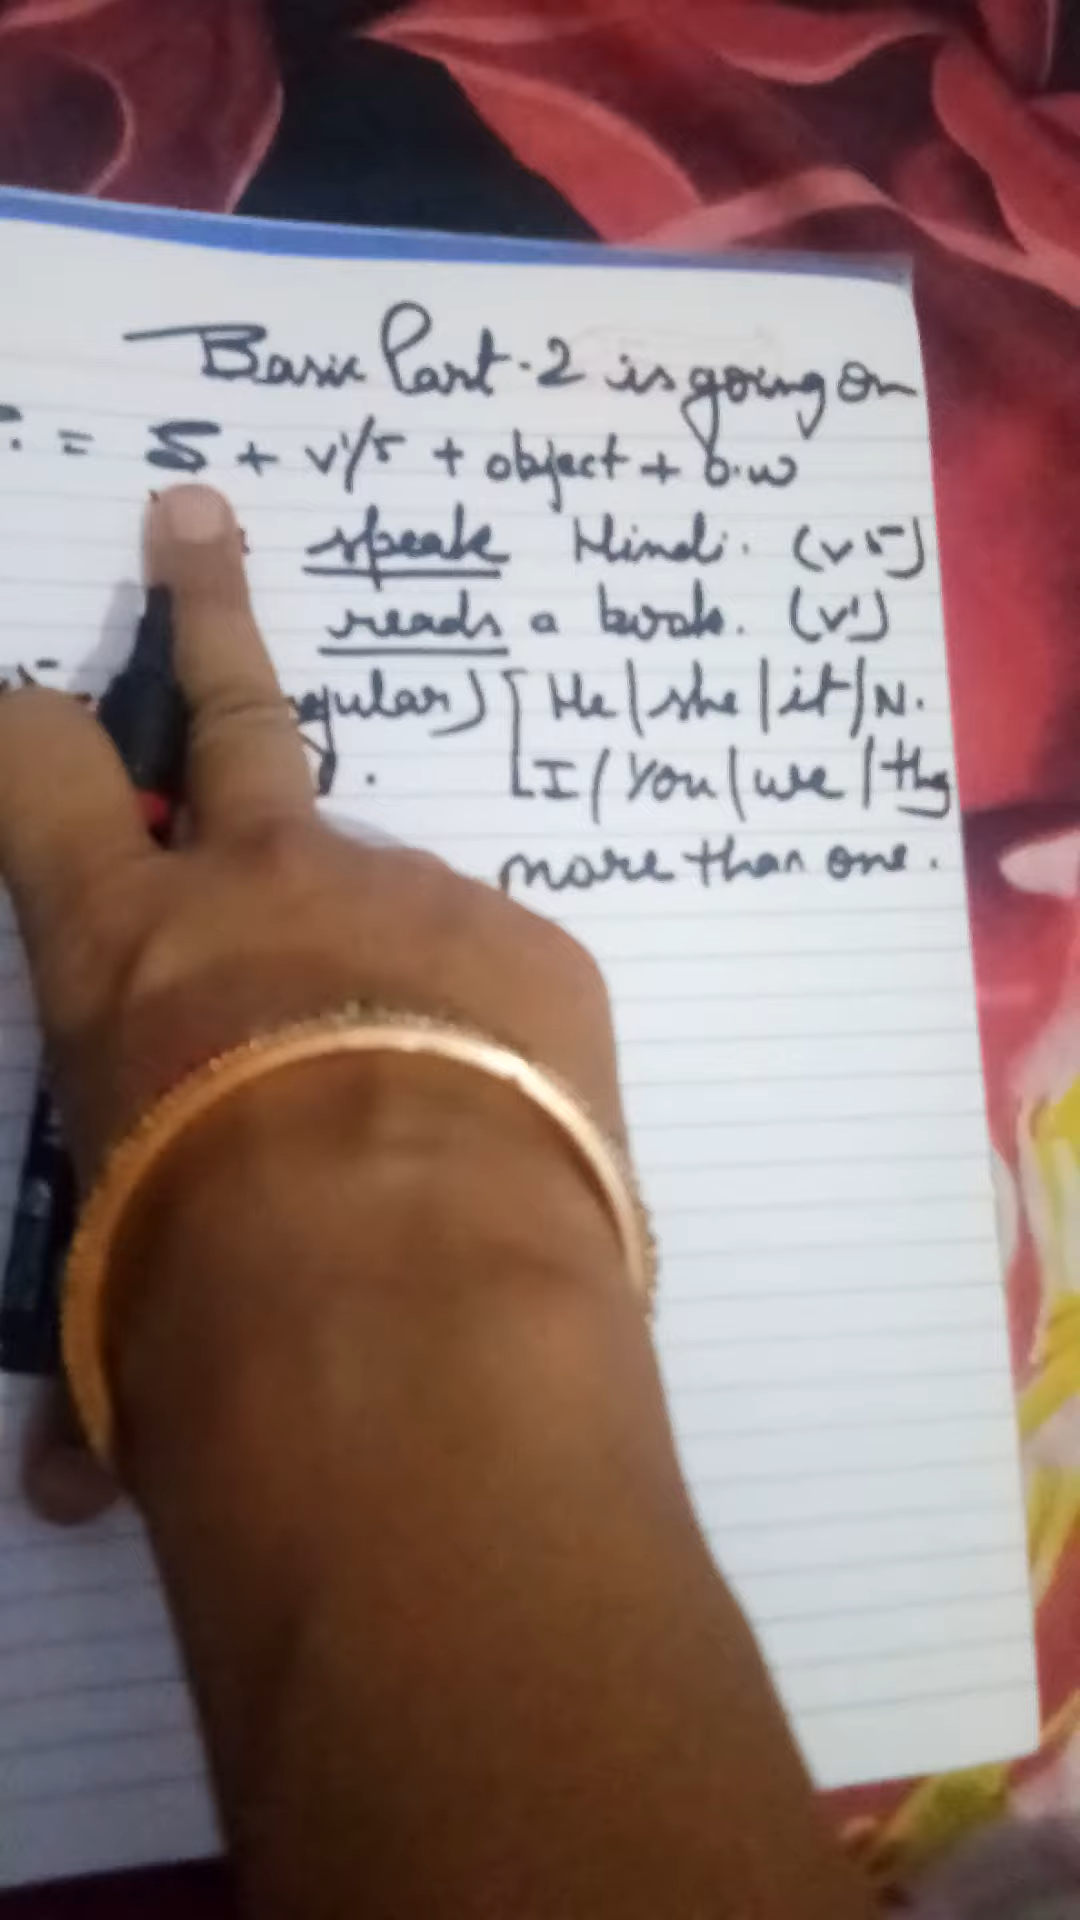 Basic Part-2 is going on
. = S + v1/5 + object + o.w
speak Hindi. (v5)
reads a book. (v1)
gular) [He/she/it/N.
). [I/You/we/they
more than one.